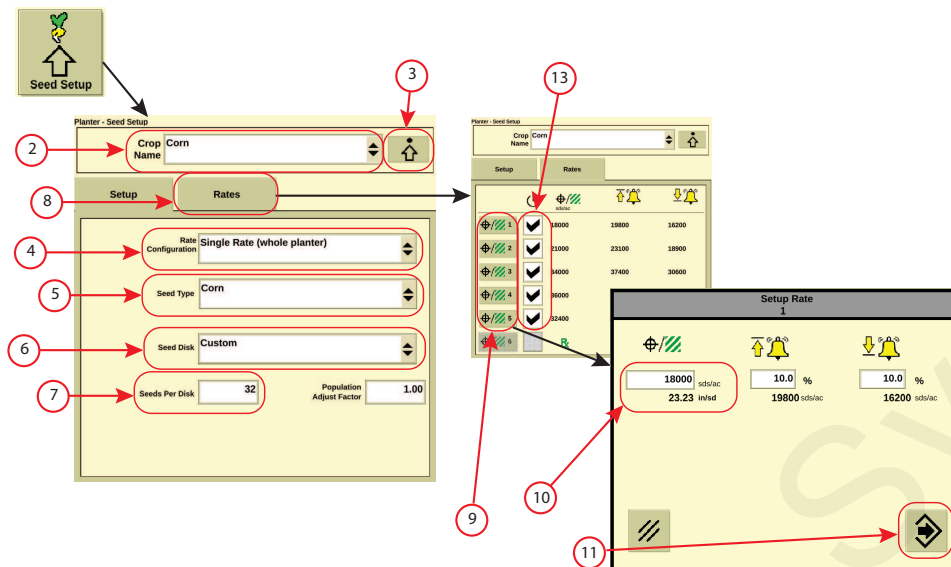 Seed Setup
3
13
Planter - Seed Setup
2
Crop Name
Corn
Setup
Rates
8
4
Rate Configuration
Single Rate (whole planter)
5
Seed Type
Corn
6
Seed Disk
Custom
7
Seeds Per Disk
32
Population Adjust Factor
1.00
Planter - Seed Setup
Crop Name
Corn
Setup
Rates
sds/ac
1
18000
19800
16200
2
21000
23100
18900
3
34000
37400
30600
4
36000
5
32400
6
Rx
9
Setup Rate
1
18000 sds/ac
23.23 in/sd
10.0 %
19800 sds/ac
10.0 %
16200 sds/ac
10
11
Sy